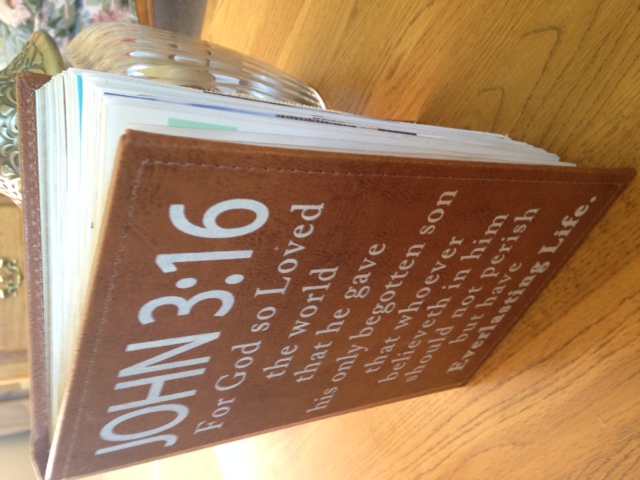 JOHN 3:16
For God so Loved
the world
that he gave
his only begotten son
that whoever
believeth in him
should not perish
but have
Everlasting Life.